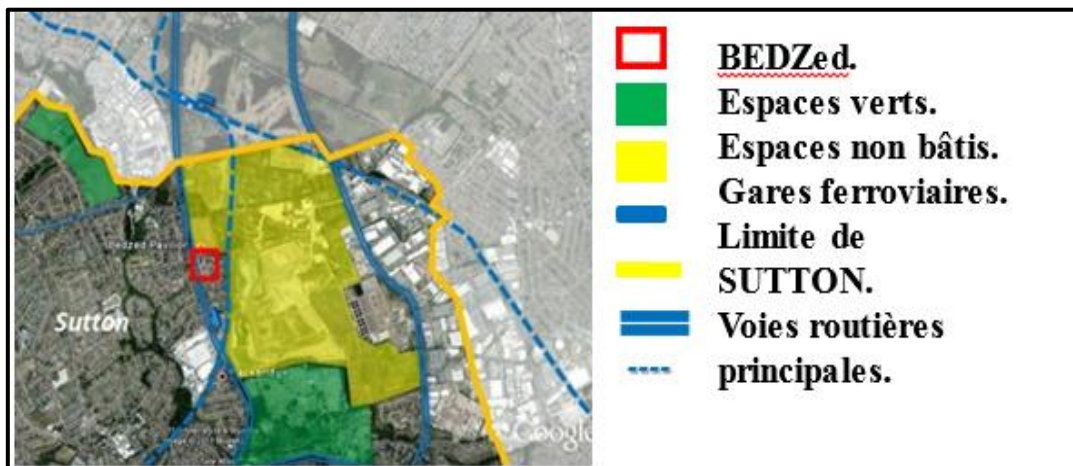 BEDZed.
Espaces verts.
Espaces non bâtis.
Gares ferroviaires.
Limite de
SUTTON.
Voies routières
principales.
Sutton
Google